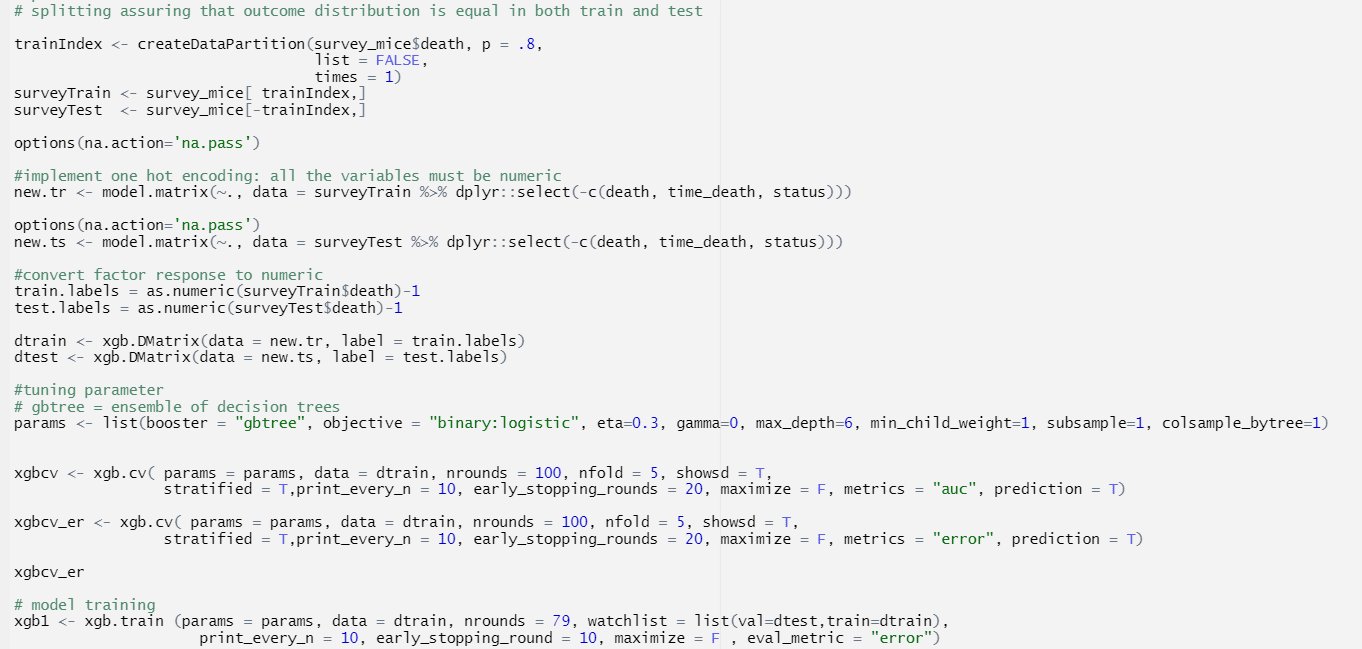 # splitting assuring that outcome distribution is equal in both train and test
trainIndex <- createDataPartition(survey_mice$death, p = .8,
list = FALSE,
times = 1)
surveyTrain <- survey_mice[ trainIndex,]
surveyTest  <- survey_mice[-trainIndex,]
options(na.action='na.pass')
#implement one hot encoding: all the variables must be numeric
new.tr <- model.matrix(~., data = surveyTrain %>% dplyr::select(-c(death, time_death, status)))
options(na.action='na.pass')
new.ts <- model.matrix(~., data = surveyTest %>% dplyr::select(-c(death, time_death, status)))
#convert factor response to numeric
train.labels = as.numeric(surveyTrain$death)-1
test.labels = as.numeric(surveyTest$death)-1
dtrain <- xgb.DMatrix(data = new.tr, label = train.labels)
dtest <- xgb.DMatrix(data = new.ts, label = test.labels)
#tuning parameter
# gbtree = ensemble of decision trees
params <- list(booster = "gbtree", objective = "binary:logistic", eta=0.3, gamma=0, max_depth=6, min_child_weight=1, subsample=1, colsample_bytree=1)
xgbcv <- xgb.cv( params = params, data = dtrain, nrounds = 100, nfold = 5, showsd = T,
stratified = T,print_every_n = 10, early_stopping_rounds = 20, maximize = F, metrics = "auc", prediction = T)
xgbcv_er <- xgb.cv( params = params, data = dtrain, nrounds = 100, nfold = 5, showsd = T,
stratified = T,print_every_n = 10, early_stopping_rounds = 20, maximize = F, metrics = "error", prediction = T)
xgbcv_er
# model training
xgb1 <- xgb.train (params = params, data = dtrain, nrounds = 79, watchlist = list(val=dtest,train=dtrain),
print_every_n = 10, early_stopping_round = 10, maximize = F , eval_metric = "error")